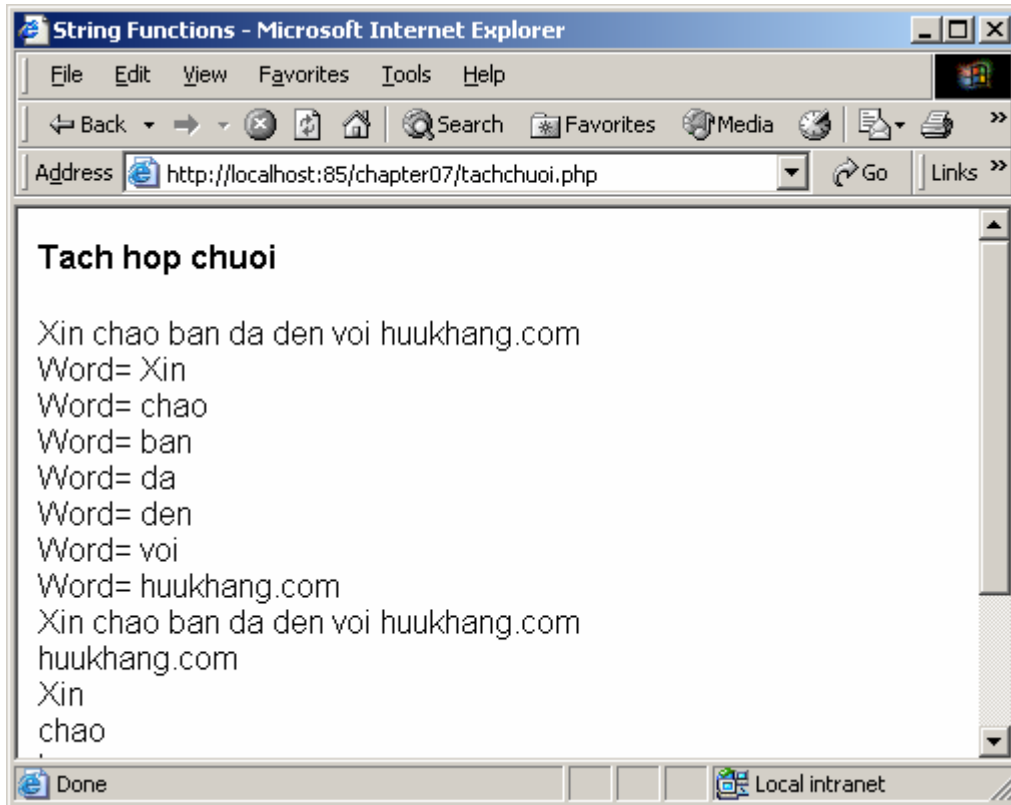 String Functions - Microsoft Internet Explorer
File Edit View Favorites Tools Help
Back Search Favorites Media »
Address http://localhost:85/chapter07/tachchuoi.php Go Links »
Tach hop chuoi
Xin chao ban da den voi huukhang.com
Word= Xin
Word= chao
Word= ban
Word= da
Word= den
Word= voi
Word= huukhang.com
Xin chao ban da den voi huukhang.com
huukhang.com
Xin
chao
Done Local intranet